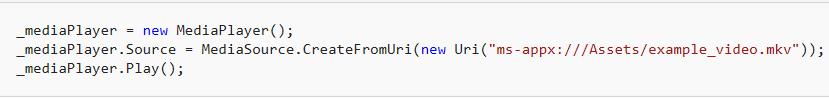 _mediaPlayer = new MediaPlayer();
_mediaPlayer.Source = MediaSource.CreateFromUri(new Uri("ms-appx:///Assets/example_video.mkv"));
_mediaPlayer.Play();